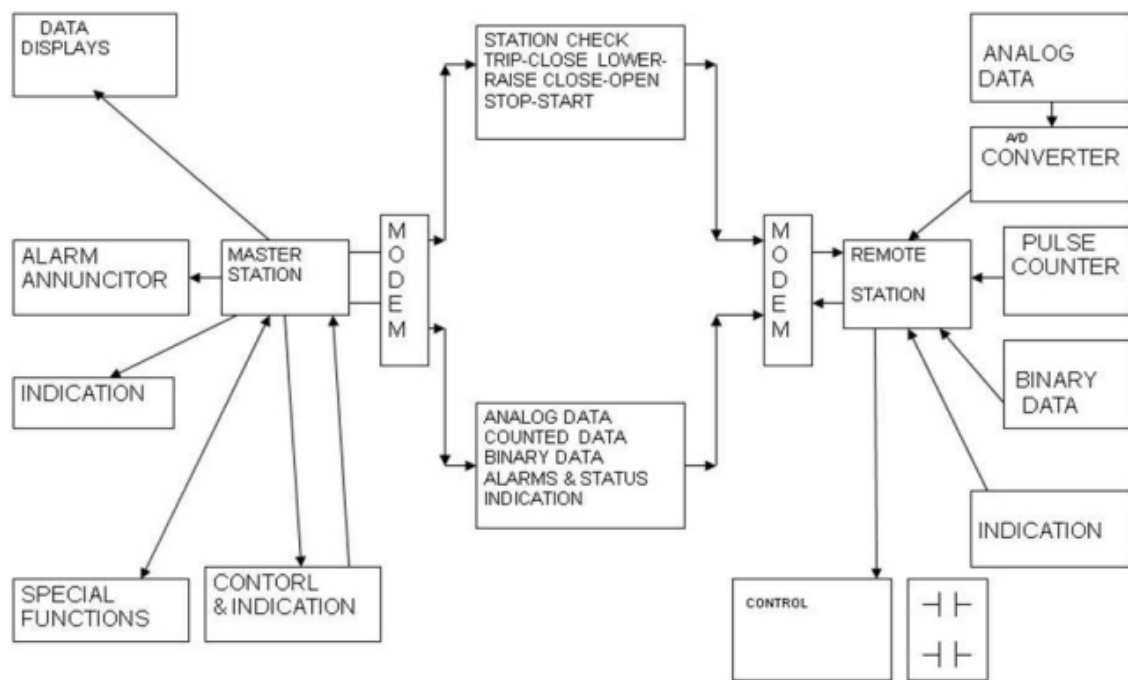 DATA
DISPLAYS
STATION CHECK
TRIP-CLOSE LOWER-
RAISE CLOSE-OPEN
STOP-START
ANALOG
DATA
A/D
CONVERTER
ALARM
ANNUNCITOR
MASTER
STATION
M
O
D
E
M
M
O
D
E
M
REMOTE
STATION
PULSE
COUNTER
INDICATION
ANALOG DATA
COUNTED DATA
BINARY DATA
ALARMS & STATUS
INDICATION
BINARY
DATA
INDICATION
SPECIAL
FUNCTIONS
CONTORL
& INDICATION
CONTROL